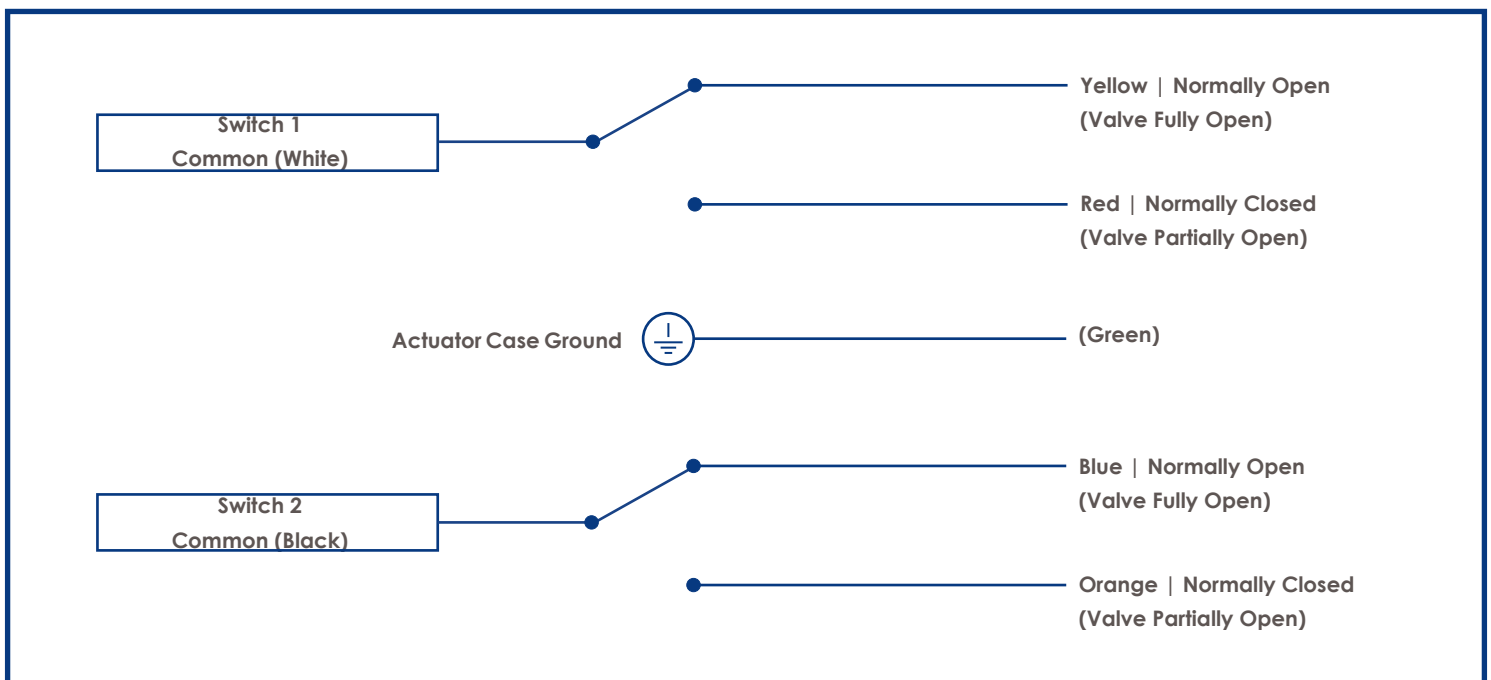 Yellow | Normally Open
(Valve Fully Open)
Switch 1
Common (White)
Red | Normally Closed
(Valve Partially Open)
Actuator Case Ground
(Green)
Blue | Normally Open
(Valve Fully Open)
Switch 2
Common (Black)
Orange | Normally Closed
(Valve Partially Open)